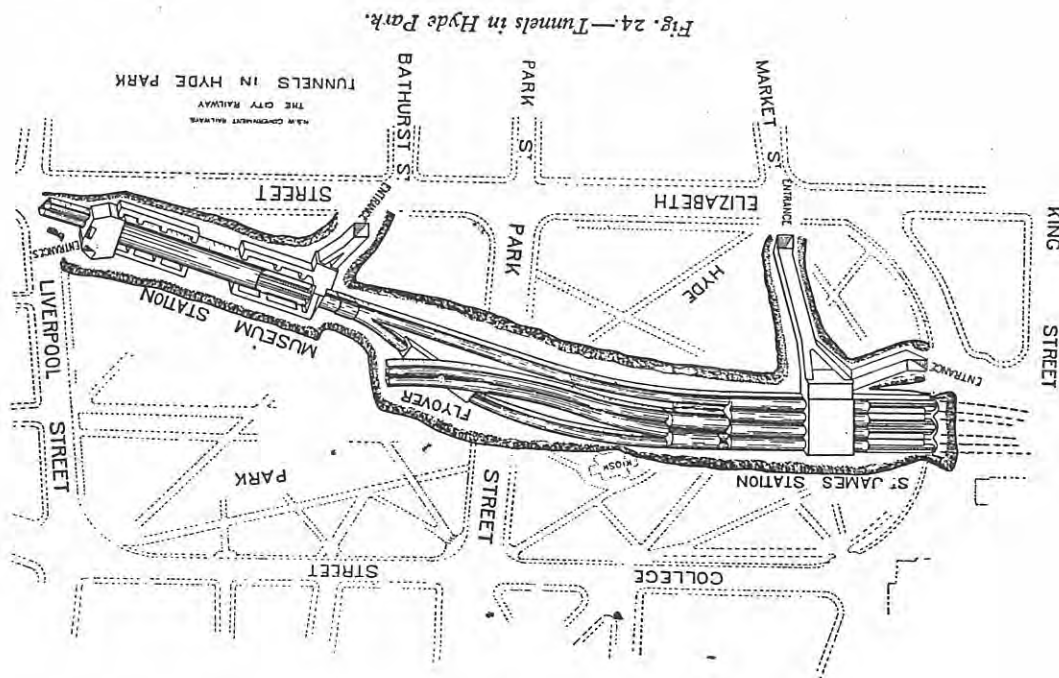 Fig. 24.—Tunnels in Hyde Park.
N.S.W. GOVERNMENT RAILWAYS
THE CITY RAILWAY
TUNNELS IN HYDE PARK
BATHURST ST
PARK ST
MARKET ST
KING STREET
ELIZABETH STREET
ENTRANCE
ENTRANCE
ENTRANCE
ENTRANCES
HYDE PARK
PARK STREET
LIVERPOOL STREET
MUSEUM STATION
FLYOVER
ST JAMES STATION
KIOSK
COLLEGE STREET